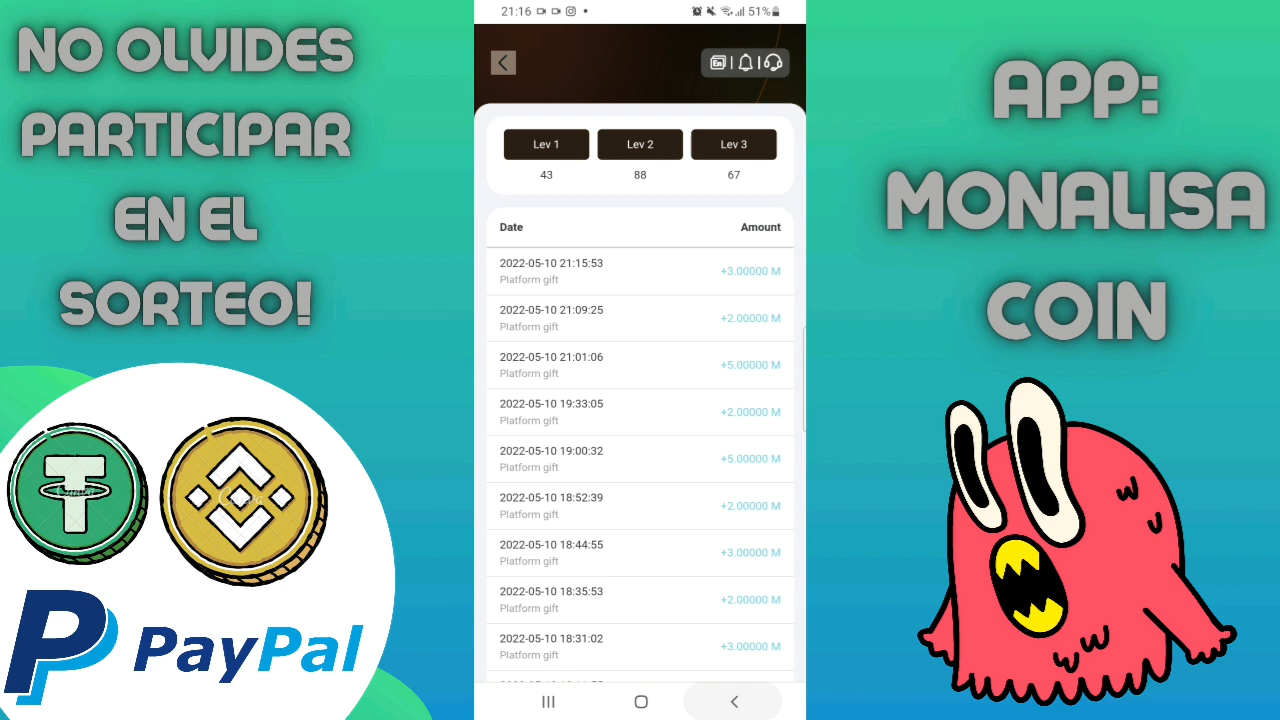 NO OLVIDES
PARTICIPAR
EN EL
SORTEO!
PayPal
21:16
51%
En
Lev 1
Lev 2
Lev 3
43
88
67
Date
Amount
2022-05-10 21:15:53
+3.00000 M
Platform gift
2022-05-10 21:09:25
+2.00000 M
Platform gift
2022-05-10 21:01:06
+5.00000 M
Platform gift
2022-05-10 19:33:05
+2.00000 M
Platform gift
2022-05-10 19:00:32
+5.00000 M
Platform gift
2022-05-10 18:52:39
+2.00000 M
Platform gift
2022-05-10 18:44:55
+3.00000 M
Platform gift
2022-05-10 18:35:53
+2.00000 M
Platform gift
2022-05-10 18:31:02
+3.00000 M
Platform gift
APP:
MONALISA
COIN